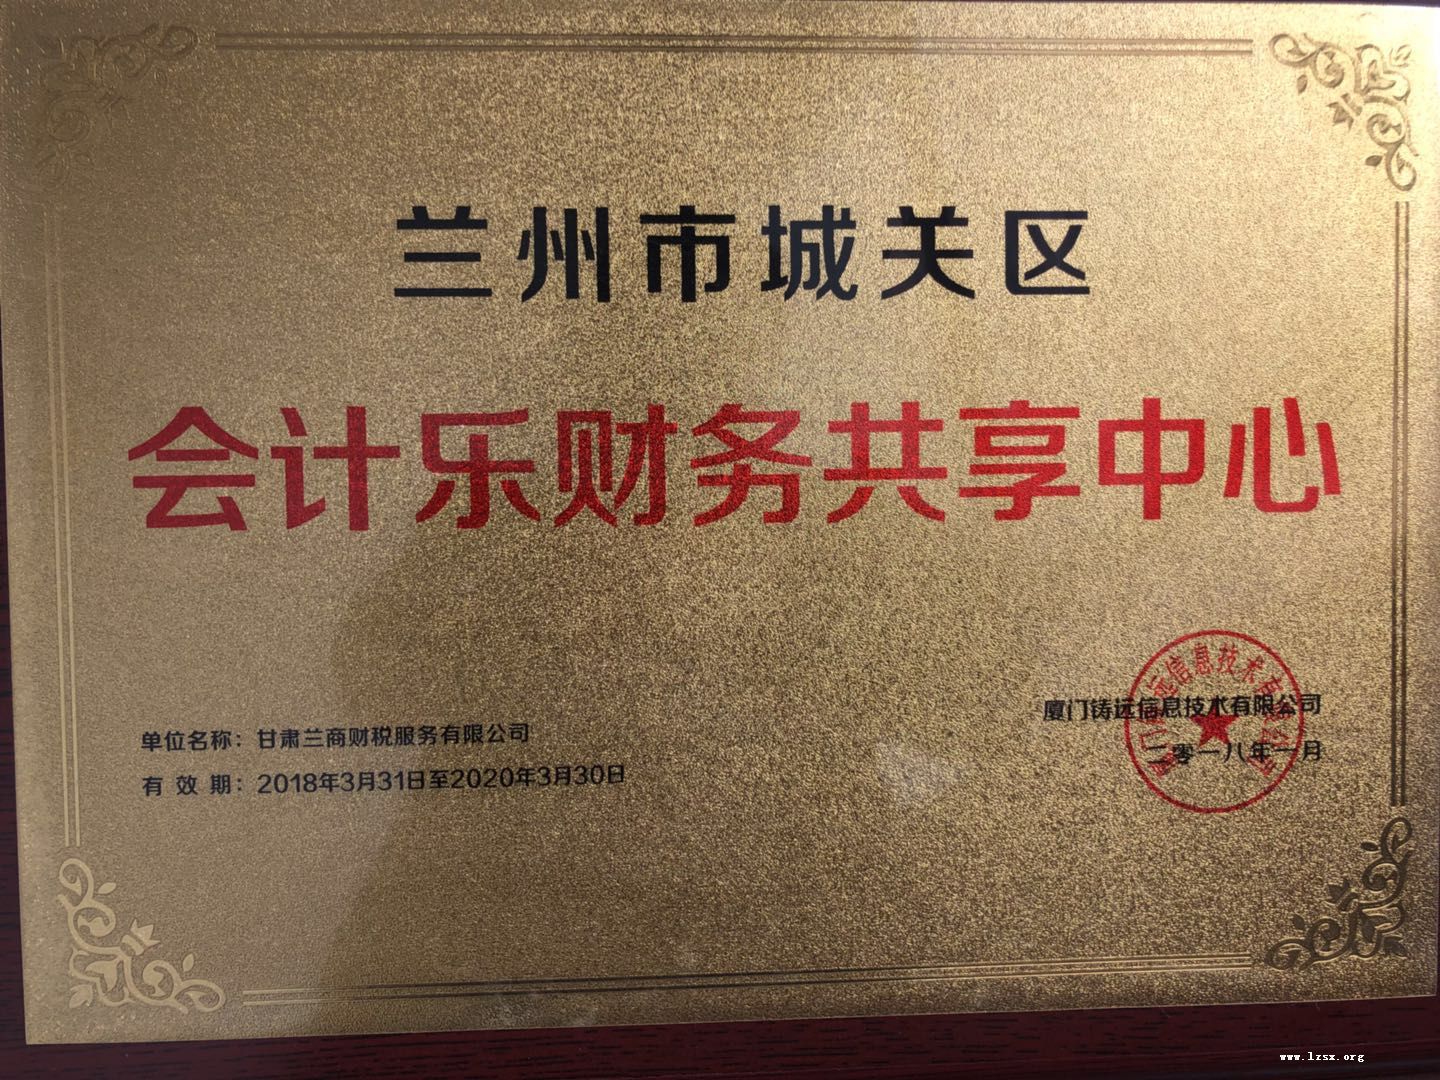 兰州市城关区
会计乐财务共享中心
单位名称：甘肃兰商财税服务有限公司
有 效 期：2018年3月31日至2020年3月30日
厦门铸远信息技术有限公司
二零一八年一月
www.lzsx.org